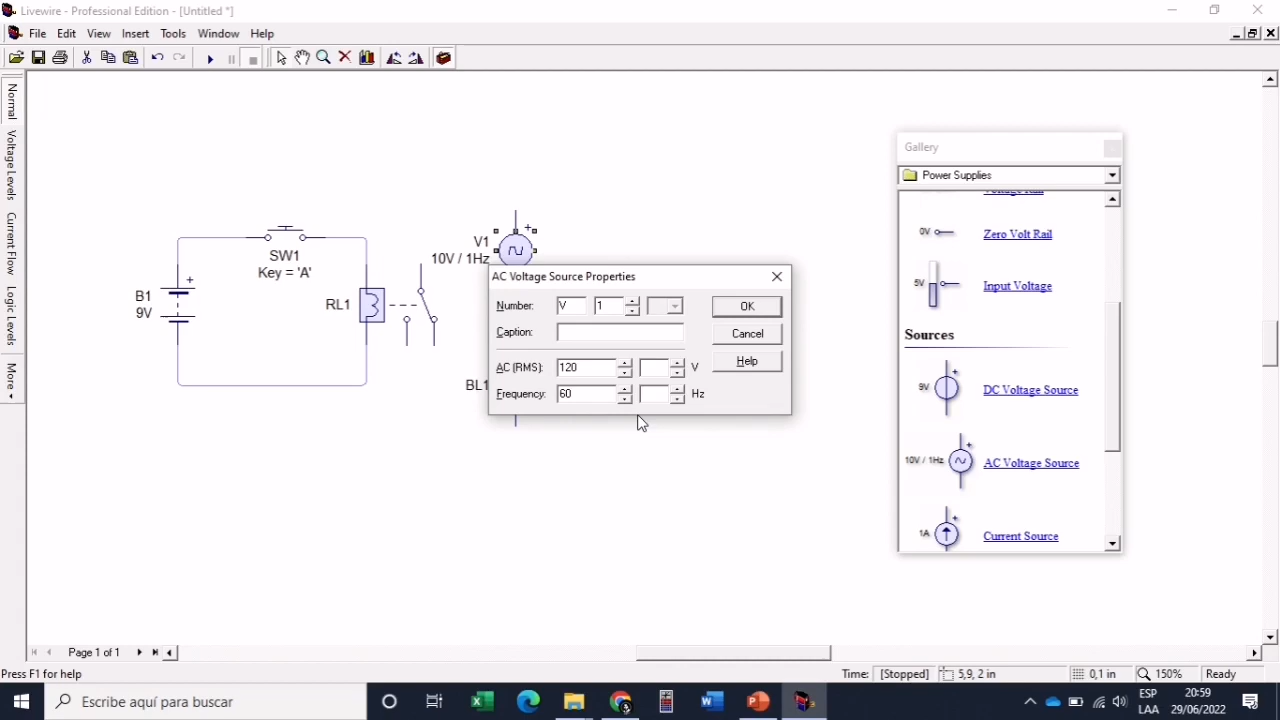 Livewire - Professional Edition - [Untitled *]
File Edit View Insert Tools Window Help
Normal
Voltage Levels
Current Flow
Logic Levels
More
SW1
Key = 'A'
B1
9V
RL1
V1
10V / 1Hz
BL1
AC Voltage Source Properties
Number: V 1
OK
Caption:
Cancel
AC (RMS): 120 V
Help
Frequency: 60 Hz
Gallery
Power Supplies
0V Zero Volt Rail
5V Input Voltage
Sources
9V DC Voltage Source
10V / 1Hz AC Voltage Source
1A Current Source
Page 1 of 1
Press F1 for help
Time: [Stopped] 5,9, 2 in 0,1 in 150% Ready
Escribe aquí para buscar
ESP
LAA
20:59
29/06/2022